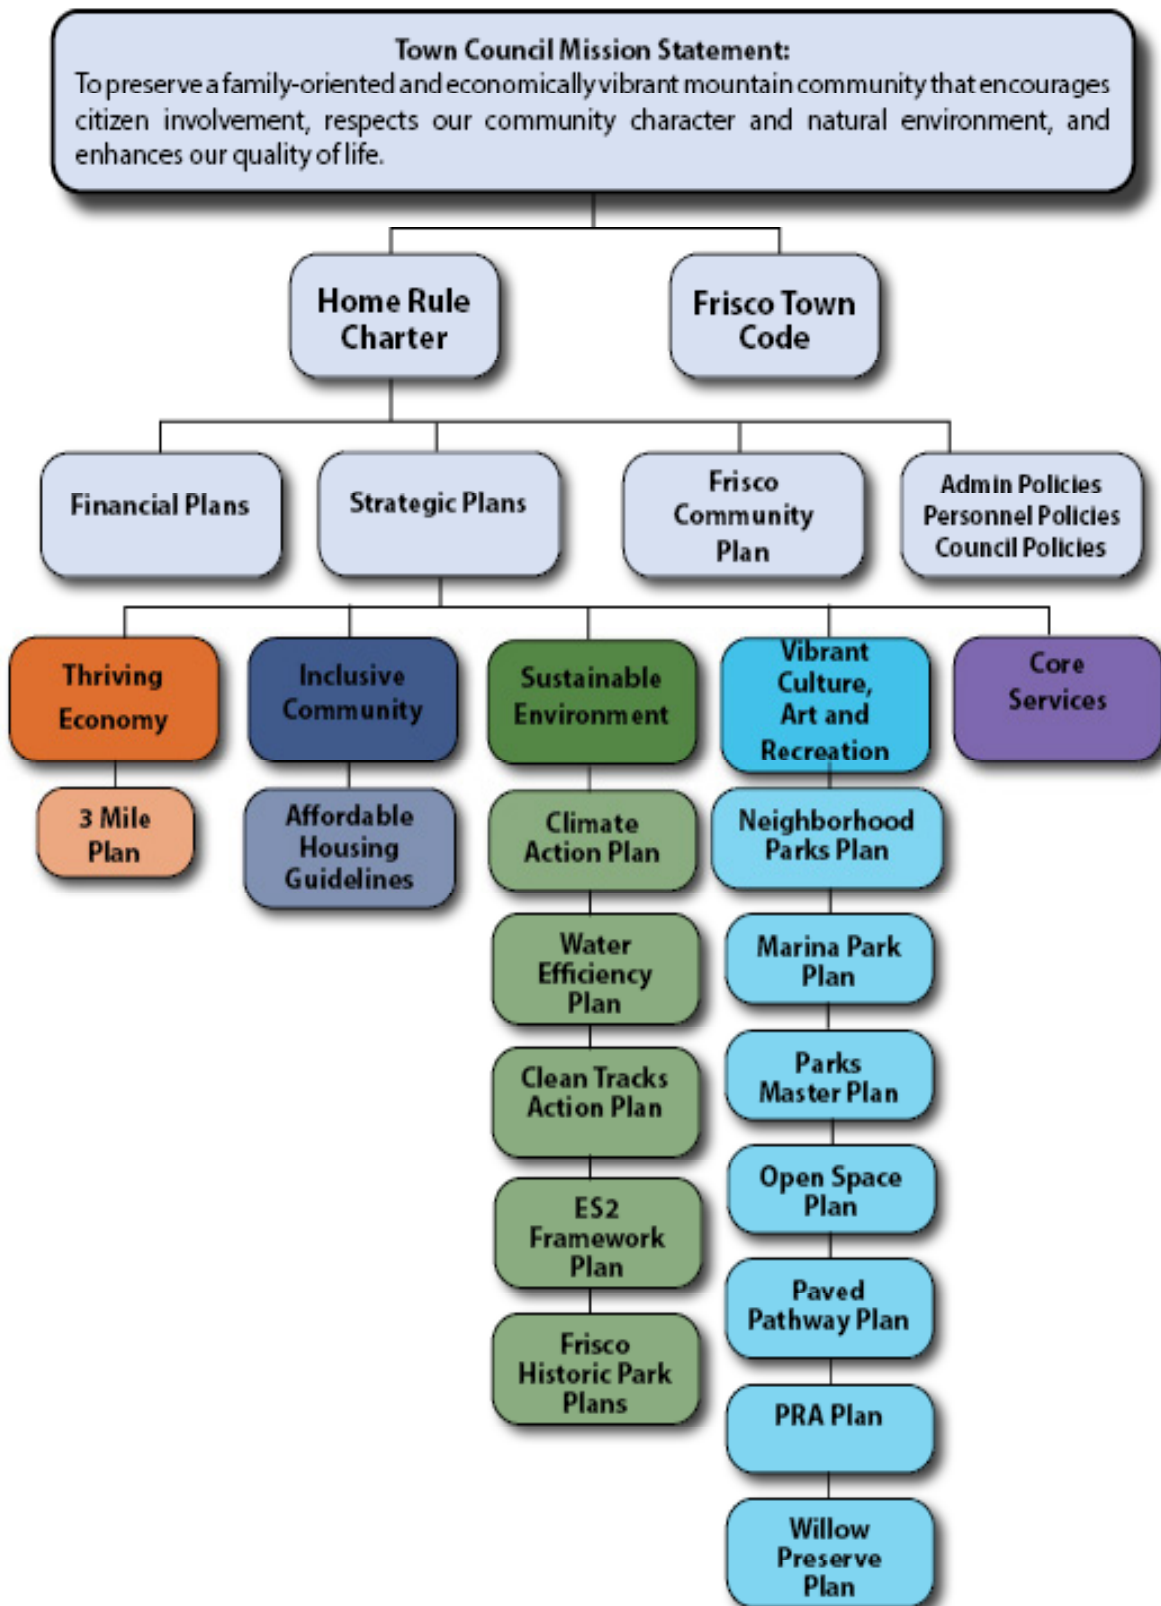 Town Council Mission Statement:
To preserve a family-oriented and economically vibrant mountain community that encourages
citizen involvement, respects our community character and natural environment, and
enhances our quality of life.
Home Rule
Charter
Frisco Town
Code
Financial Plans
Strategic Plans
Frisco
Community
Plan
Admin Policies
Personnel Policies
Council Policies
Thriving
Economy
Inclusive
Community
Sustainable
Environment
Vibrant
Culture,
Art and
Recreation
Core
Services
3 Mile
Plan
Affordable
Housing
Guidelines
Climate
Action Plan
Water
Efficiency
Plan
Clean Tracks
Action Plan
ES2
Framework
Plan
Frisco
Historic Park
Plans
Neighborhood
Parks Plan
Marina Park
Plan
Parks
Master Plan
Open Space
Plan
Paved
Pathway Plan
PRA Plan
Willow
Preserve
Plan